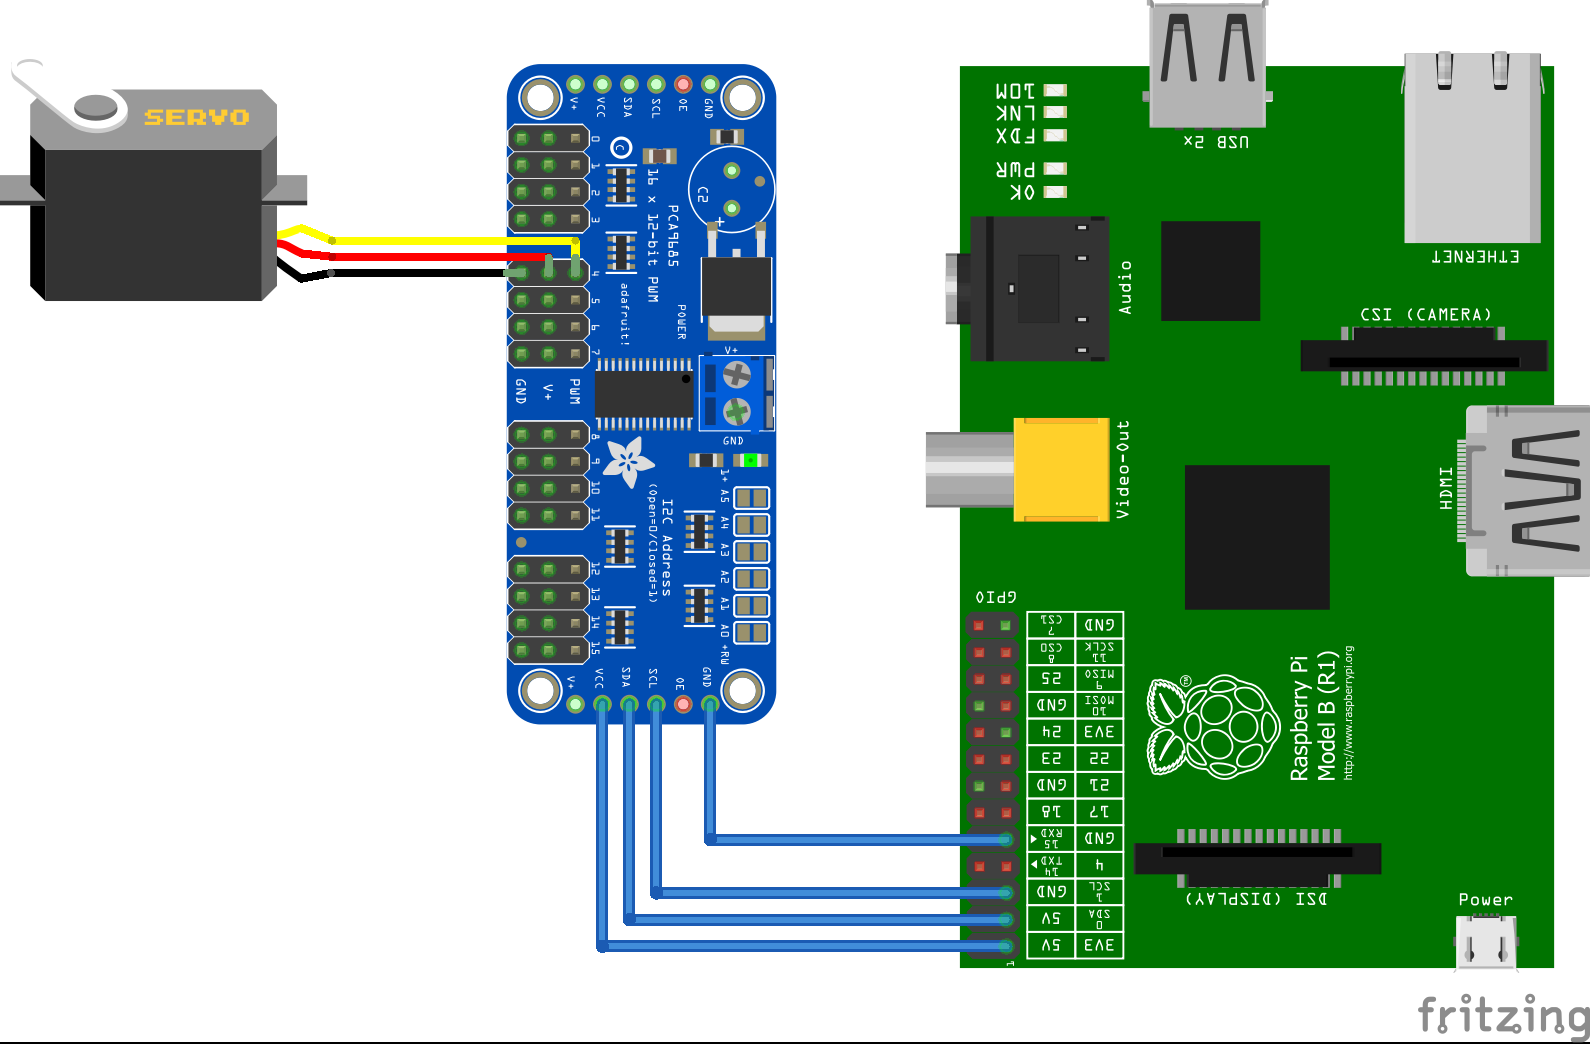 SERVO
V+
VCC
SDA
SCL
OE
GND
0
1
2
3
4
5
6
7
GND
V+
PWM
8
9
10
11
12
13
14
15
C
16 x 12-bit PWM
PCA9685
adafruit!
C2
+
POWER
V+
GND
I2C Address
(Open=0/Closed=1)
V+
A5
A4
A3
A2
A1
A0
V+
VCC
SDA
SCL
OE
GND
10M
LNK
FDX
PWR
OK
USB 2x
ETHERNET
Audio
CSI (CAMERA)
Video-Out
HDMI
GPIO
7 CS1
GND
8 CS0
11 SCLK
25
9 MISO
GND
10 MOSI
24
3V3
23
22
GND
21
18
17
15 RXD
GND
14 TXD
4
GND
1 SCL
5V
0 SDA
5V
3V3
1
TM
Raspberry Pi
Model B (R1)
http://www.raspberrypi.org
DSI (DISPLAY)
Power
fritzing